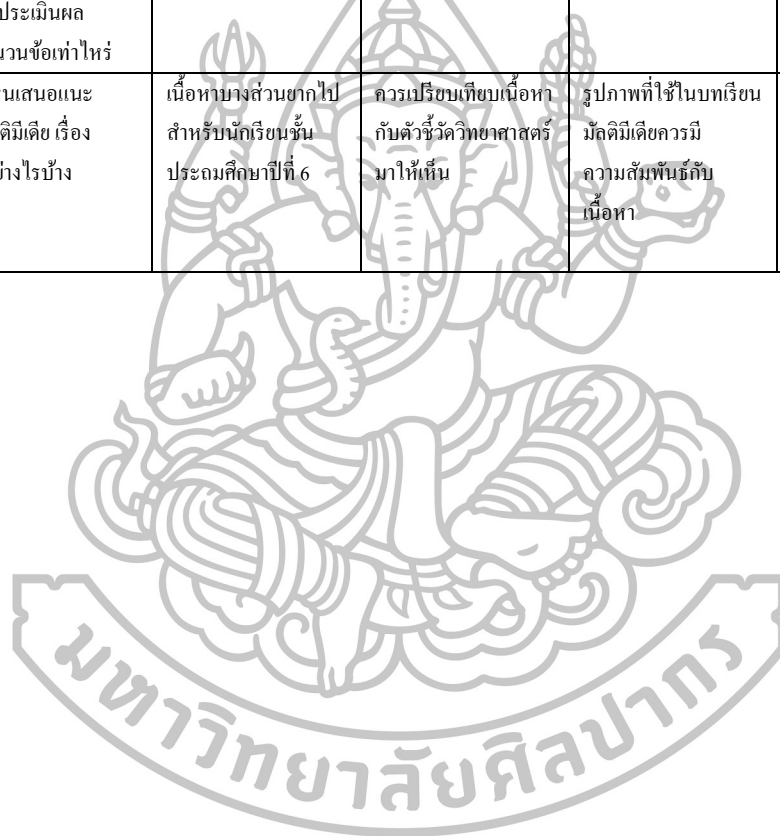 ประเมินผล
นวนข้อเท่าไหร่
นเสนอแนะ
ติมีเดีย เรื่อง
ย่างไรบ้าง
เนื้อหาบางส่วนยากไป
สำหรับนักเรียนชั้น
ประถมศึกษาปีที่ 6
ควรเปรียบเทียบเนื้อหา
กับตัวชี้วัดวิทยาศาสตร์
มาให้เห็น
รูปภาพที่ใช้ในบทเรียน
มัลติมีเดียควรมี
ความสัมพันธ์กับ
เนื้อหา
มหาวิทยาลัยศิลปากร